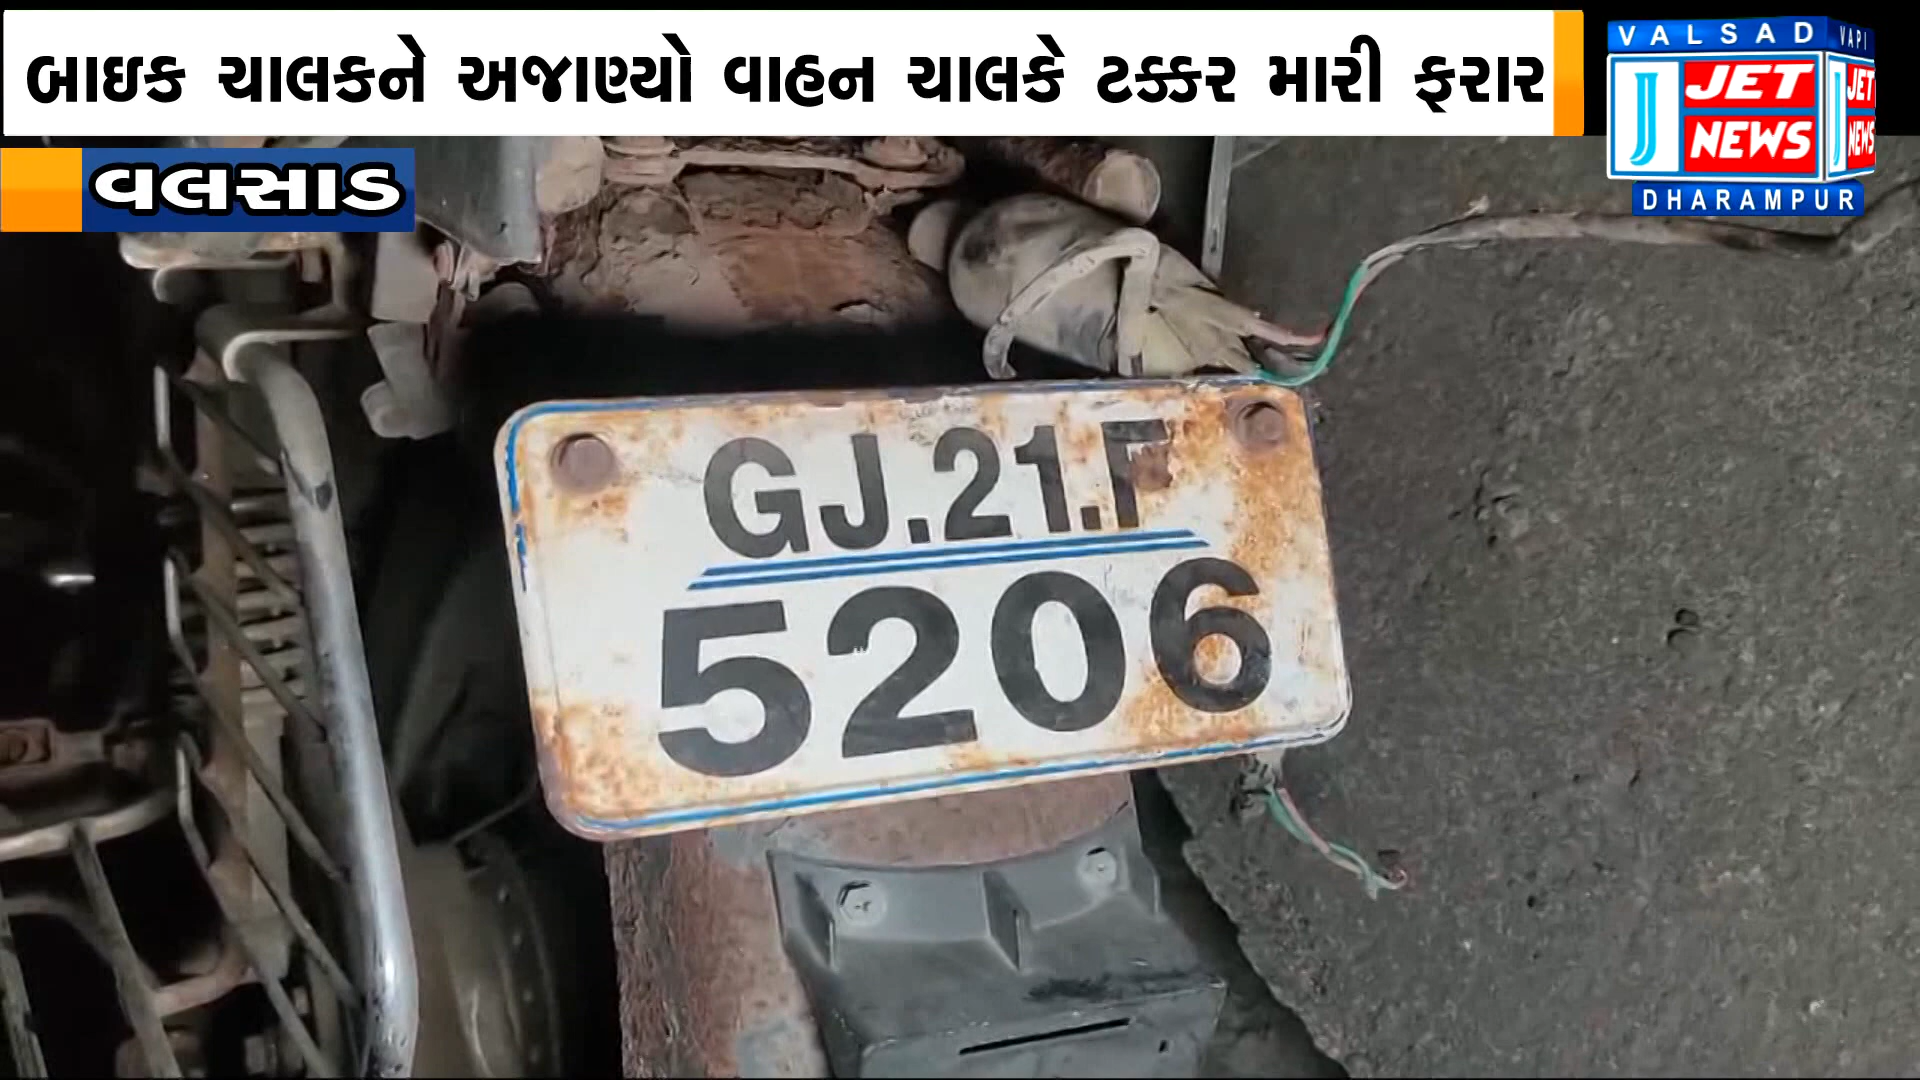 બાઇક ચાલકને અજાણ્યો વાહન ચાલકે ટક્કર મારી ફરાર
VALSAD VAPI
J JET NEWS
J JET NEWS
DHARAMPUR
વલસાડ
GJ.21.F
5206